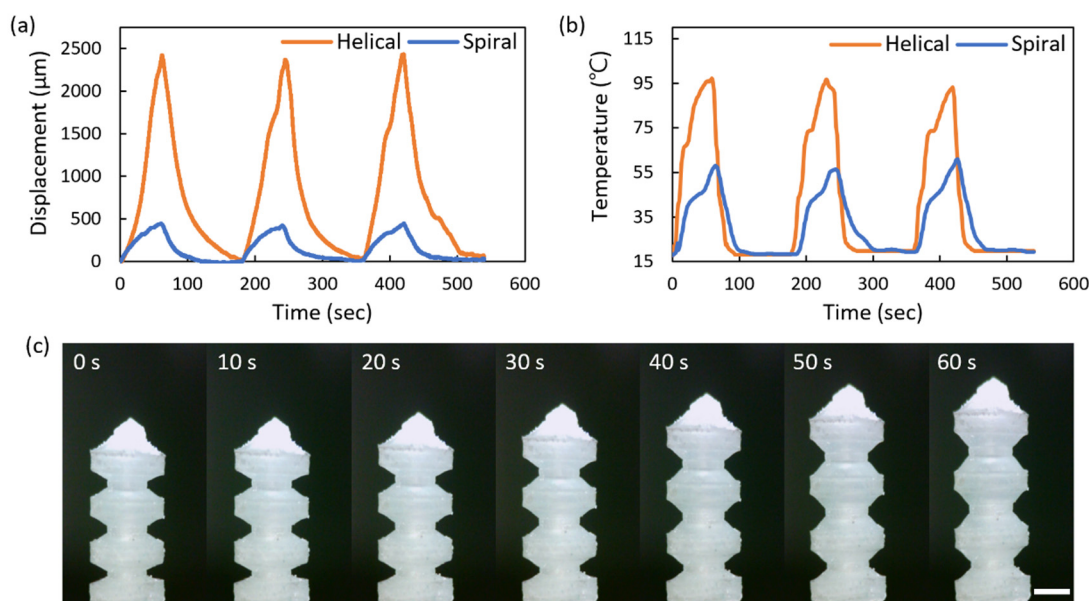 (a)
Helical
Spiral
2500
2000
1500
1000
500
0
Displacement (μm)
0
100
200
300
400
500
600
Time (sec)
(b)
Helical
Spiral
115
95
75
55
35
15
Temperature (℃)
0
100
200
300
400
500
600
Time (sec)
(c)
0 s
10 s
20 s
30 s
40 s
50 s
60 s